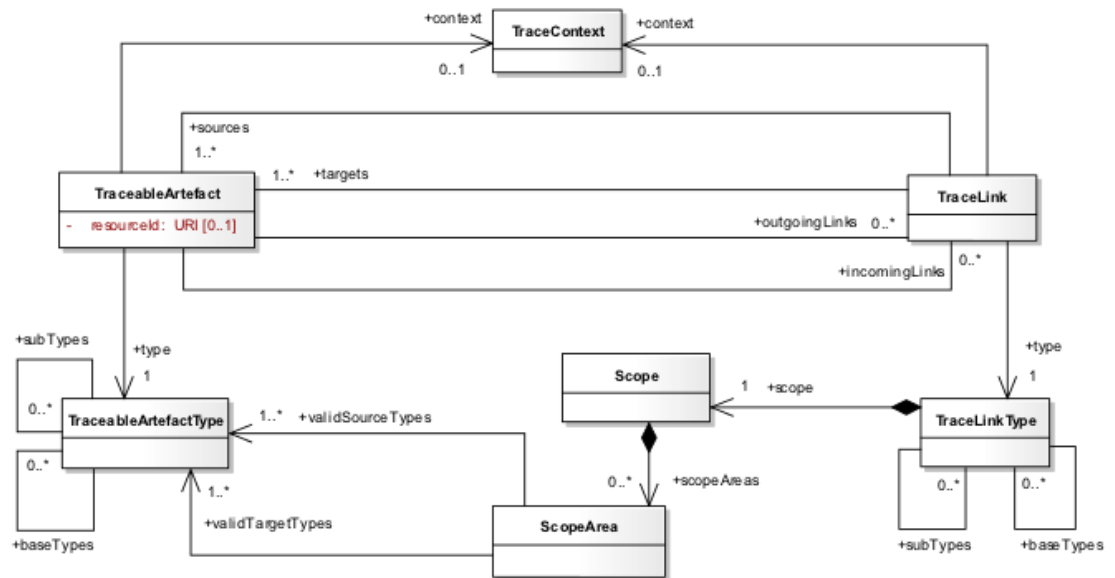 +context
+context
TraceContext
0..1
0..1
+sources
1..*
1..*
+targets
TraceableArtefact
- resourceId: URI [0..1]
TraceLink
+outgoingLinks
0..*
+incomingLinks
0..*
+subTypes
+type
1
+type
1
0..*
Scope
1
+scope
TraceableArtefactType
1..*
+validSourceTypes
TraceLinkType
0..*
1..*
0..*
+scopeAreas
0..*
0..*
+validTargetTypes
ScopeArea
+baseTypes
+subTypes
+baseTypes